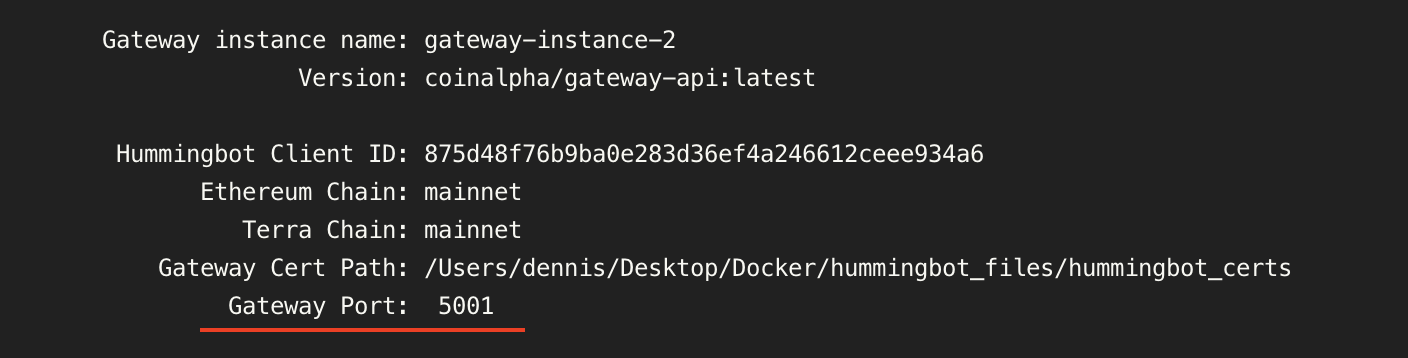 Gateway instance name: gateway-instance-2
Version: coinalpha/gateway-api:latest
Hummingbot Client ID: 875d48f76b9ba0e283d36ef4a246612ceee934a6
Ethereum Chain: mainnet
Terra Chain: mainnet
Gateway Cert Path: /Users/dennis/Desktop/Docker/hummingbot_files/hummingbot_certs
Gateway Port: 5001